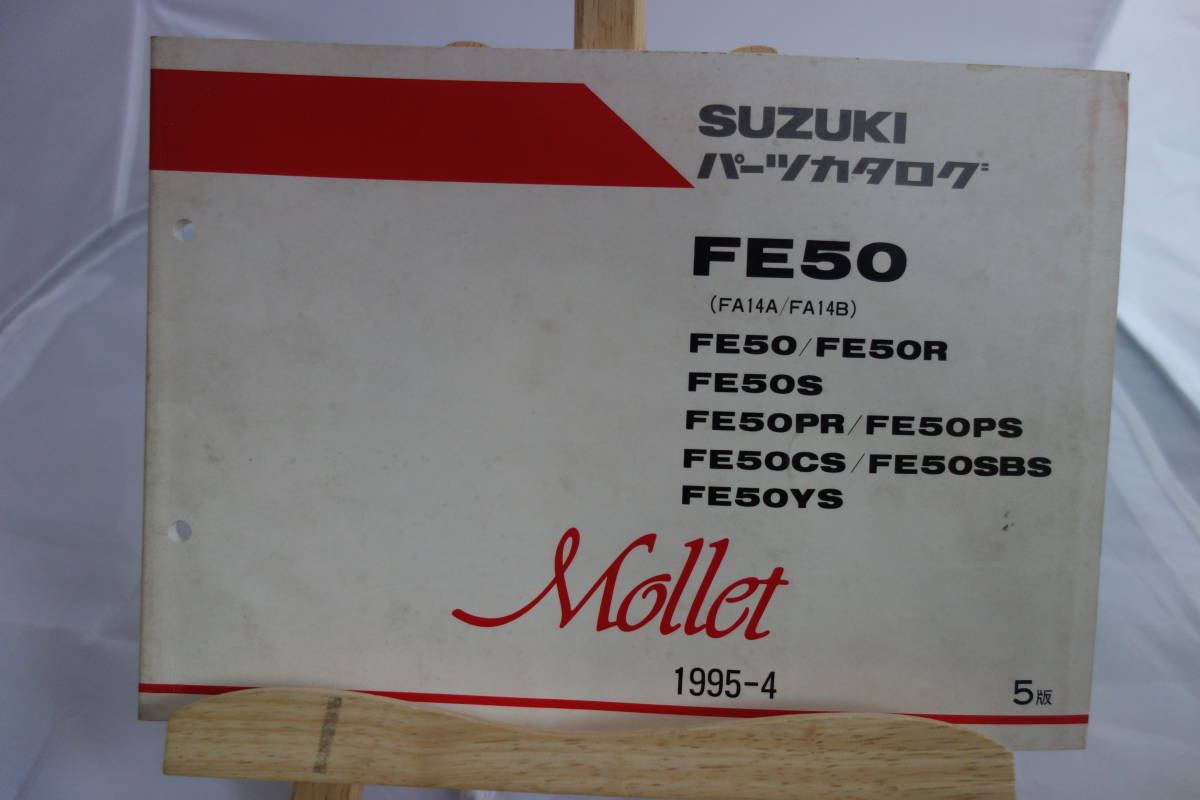 SUZUKI
パーツカタログ
FE50
(FA14A/FA14B)
FE50/FE50R
FE50S
FE50PR/FE50PS
FE50CS/FE50SBS
FE50YS
Mollet
1995-4
5版